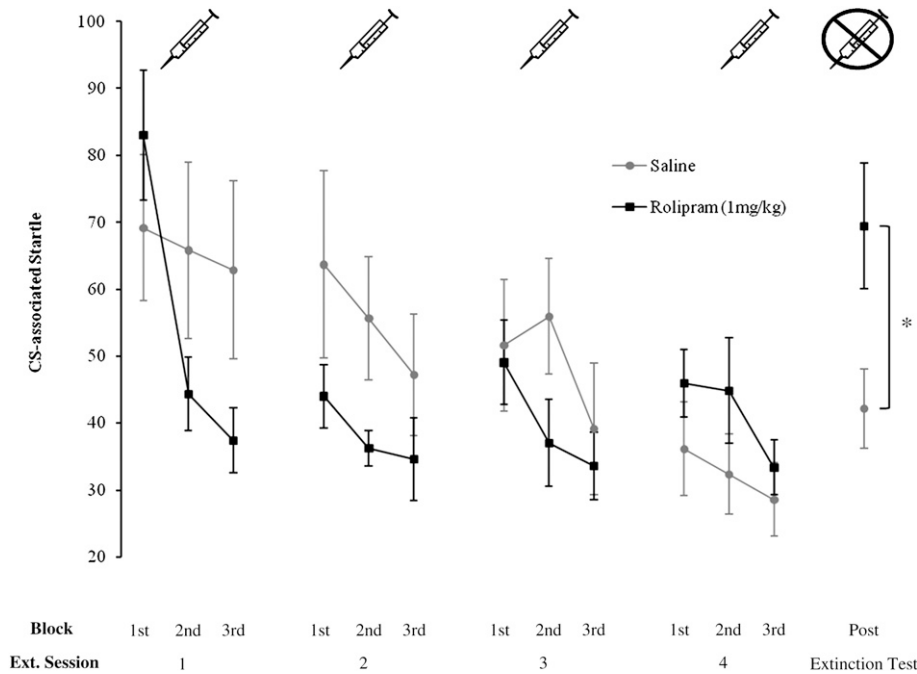 100
90
80
70
60
50
40
30
20
CS-associated Startle
Saline
Rolipram (1mg/kg)
*
Block 1st 2nd 3rd 1st 2nd 3rd 1st 2nd 3rd 1st 2nd 3rd Post
Ext. Session 1 2 3 4 Extinction Test